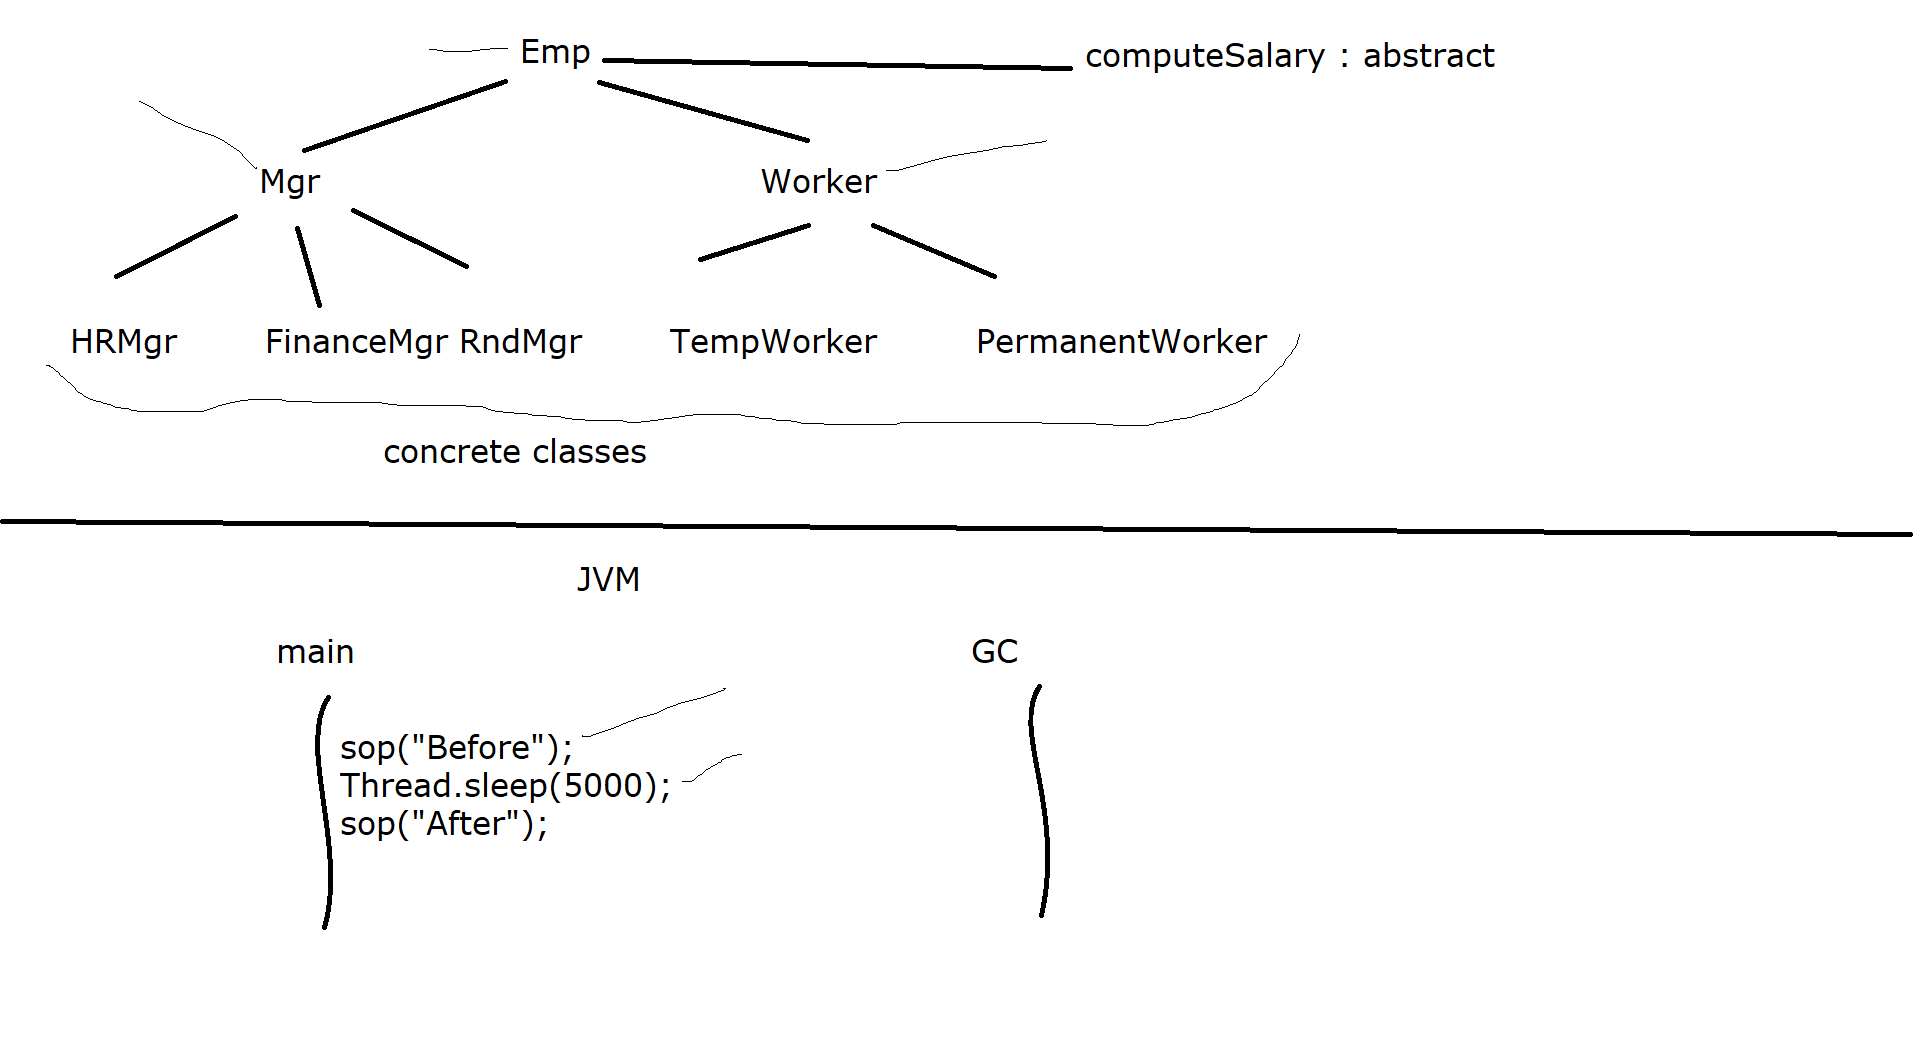 Emp computeSalary : abstract
Mgr Worker
HRMgr FinanceMgr RndMgr TempWorker PermanentWorker
concrete classes
JVM
main GC
sop("Before");
Thread.sleep(5000);
sop("After");